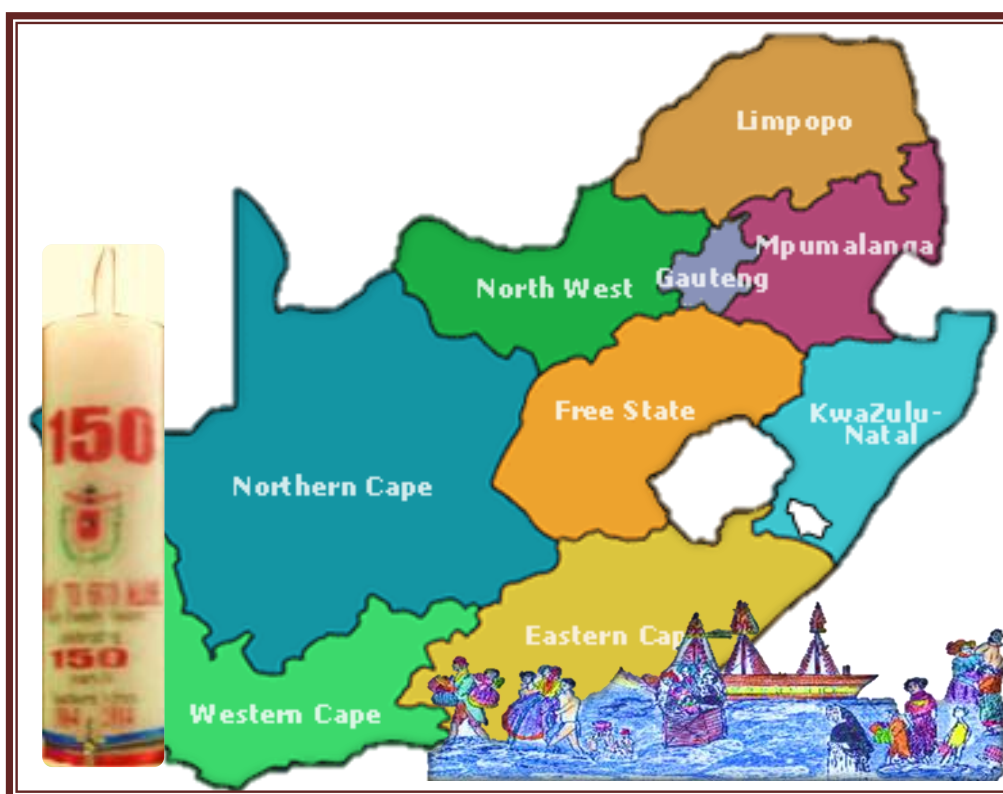 Limpopo
Mpumalanga
Gauteng
North West
Free State
KwaZulu-
Natal
Northern Cape
Eastern Cap
Western Cape
150
150